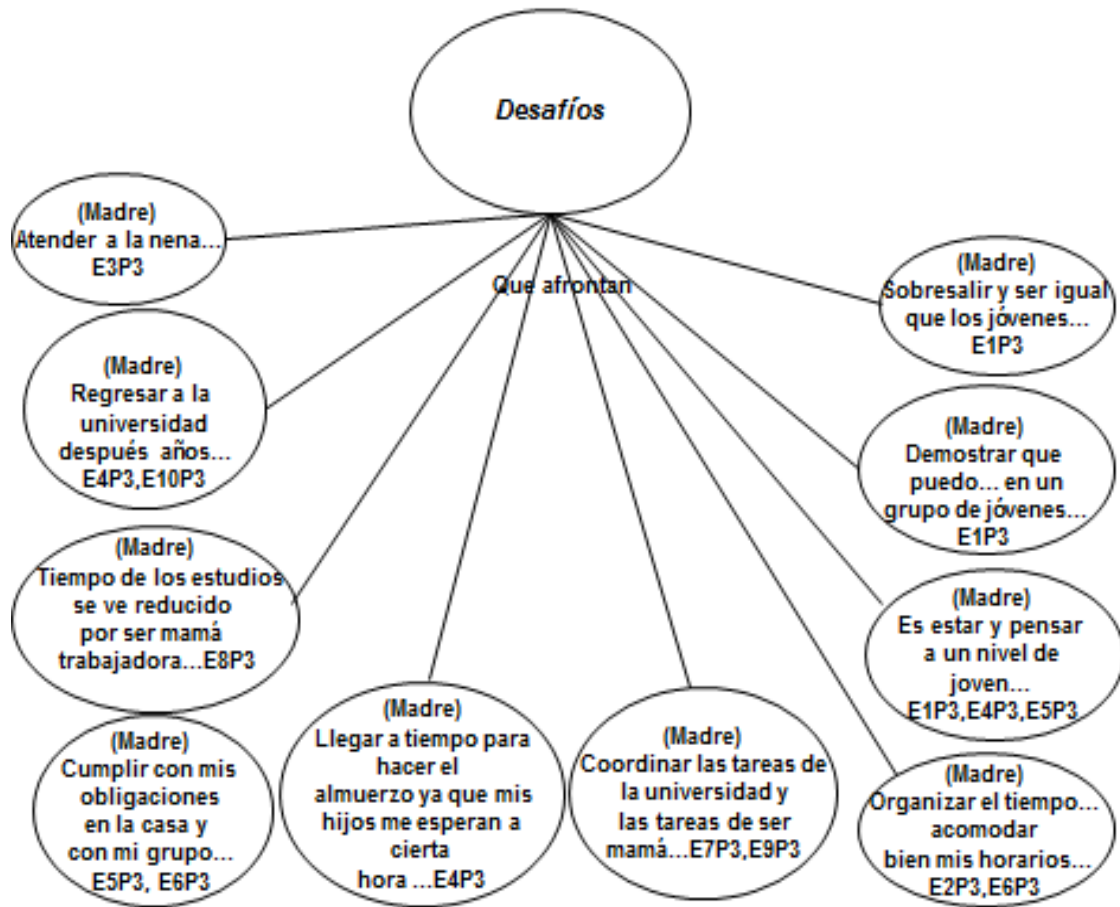 Desafíos
Que afrontan
(Madre)
Atender a la nena...
E3P3
(Madre)
Regresar a la
universidad
después años...
E4P3,E10P3
(Madre)
Tiempo de los estudios
se ve reducido
por ser mamá
trabajadora...E8P3
(Madre)
Cumplir con mis
obligaciones
en la casa y
con mi grupo...
E5P3, E6P3
(Madre)
Llegar a tiempo para
hacer el
almuerzo ya que mis
hijos me esperan a
cierta
hora ...E4P3
(Madre)
Coordinar las tareas de
la universidad y
las tareas de ser
mamá...E7P3,E9P3
(Madre)
Organizar el tiempo...
acomodar
bien mis horarios...
E2P3,E6P3
(Madre)
Es estar y pensar
a un nivel de
joven...
E1P3,E4P3,E5P3
(Madre)
Demostrar que
puedo... en un
grupo de jóvenes...
E1P3
(Madre)
Sobresalir y ser igual
que los jóvenes...
E1P3